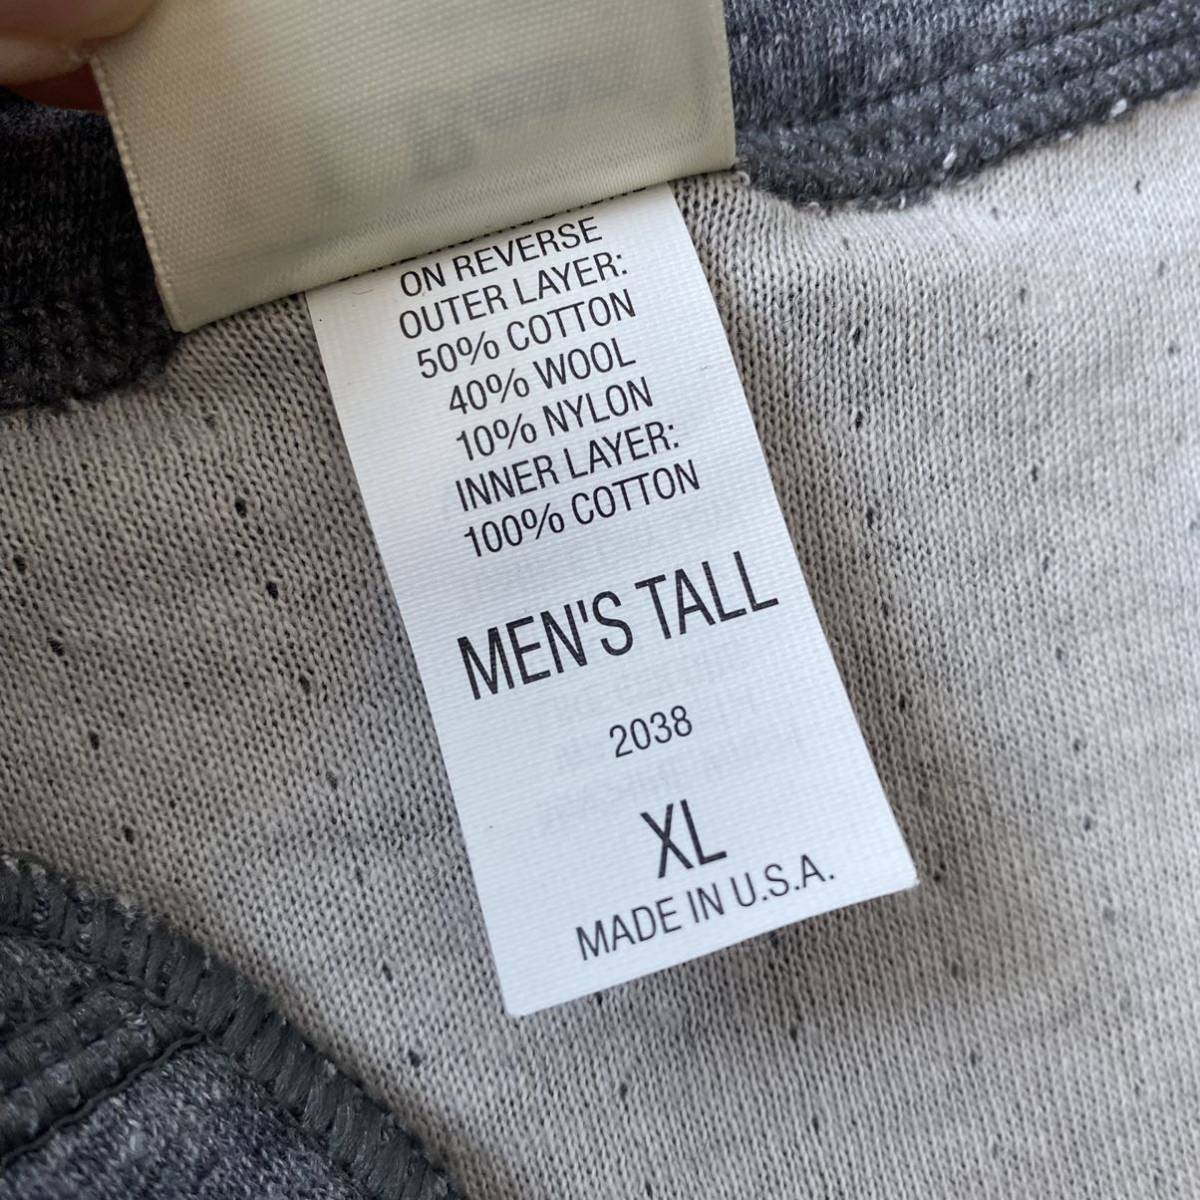 ON REVERSE
OUTER LAYER:
50% COTTON
40% WOOL
10% NYLON
INNER LAYER:
100% COTTON
MEN'S TALL
2038
XL
MADE IN U.S.A.